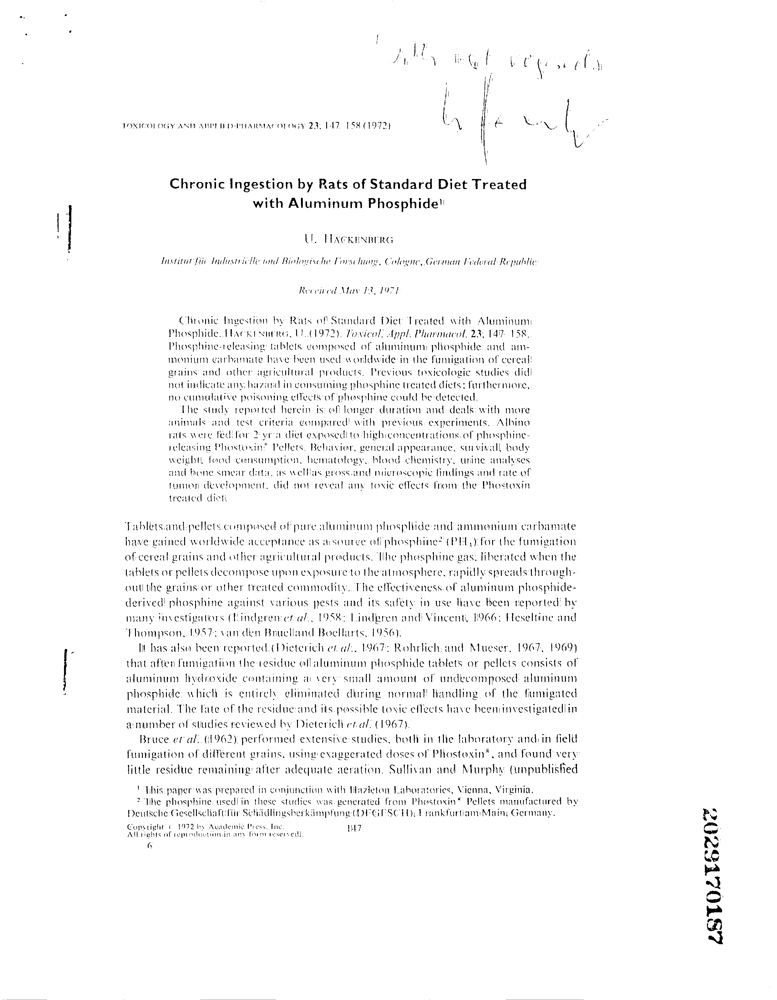 TOXICOLOGY AND APPLIED PHARMACOLOGY 23, 147-158 (1972)
Chronic Ingestion by Rats of Standard Diet Treated
with Aluminum Phosphide¹
U. HACKENBERG
Institut für Industrielle und Biologische Forschung, Cologne, German Federal Republic
Received May 13, 1971
Chronic Ingestion by Rats of Standard Diet Treated with Aluminum
Phosphide. HACKENBERG, U. (1972). Toxicol. Appl. Pharmacol. 23, 147-158.
Phosphine-releasing tablets composed of aluminum phosphide and am-
monium carbamate have been used worldwide in the fumigation of cereal
grains and other agricultural products. Previous toxicologic studies did
not indicate any hazard in consuming phosphine treated diets; furthermore,
no cumulative poisoning effects of phosphine could be detected.
The study reported herein is of longer duration and deals with more
animals and test criteria compared with previous experiments. Albino
rats were fed for 2 yr a diet exposed to high concentrations of phosphine-
releasing Phostoxin® Pellets. Behavior, general appearance, survival, body
weight, food consumption, hematology, blood chemistry, urine analyses
and bone smear data, as well as gross and microscopic findings and rate of
tumor development, did not reveal any toxic effects from the Phostoxin
treated diet.
Tablets and pellets composed of pure aluminum phosphide and ammonium carbamate
have gained worldwide acceptance as a source of phosphine² (PH₃) for the fumigation
of cereal grains and other agricultural products. The phosphine gas, liberated when the
tablets or pellets decompose upon exposure to the atmosphere, rapidly spreads through-
out the grains or other treated commodity. The effectiveness of aluminum phosphide-
derived phosphine against various pests and its safety in use have been reported by
many investigators (Lindgren et al., 1958; Lindgren and Vincent, 1966; Heseltine and
Thompson, 1957; van den Bruel and Bollaerts, 1956).
It has also been reported (Dieterich et al., 1967; Rohrlich and Mueser, 1967, 1969)
that after fumigation the residue of aluminum phosphide tablets or pellets consists of
aluminum hydroxide containing a very small amount of undecomposed aluminum
phosphide which is entirely eliminated during normal handling of the fumigated
material. The fate of the residue and its possible toxic effects have been investigated in
a number of studies reviewed by Dieterich et al. (1967).
Bruce et al. (1962) performed extensive studies, both in the laboratory and in field
fumigation of different grains, using exaggerated doses of Phostoxin®, and found very
little residue remaining after adequate aeration. Sullivan and Murphy (unpublished
¹ This paper was prepared in conjunction with Hazleton Laboratories, Vienna, Virginia.
² The phosphine used in these studies was generated from Phostoxin® Pellets manufactured by
Deutsche Gesellschaft für Schädlingsbekämpfung (DEGESCH), Frankfurt am Main, Germany.
Copyright © 1972 by Academic Press, Inc. 147
All rights of reproduction in any form reserved.
6
2029170187